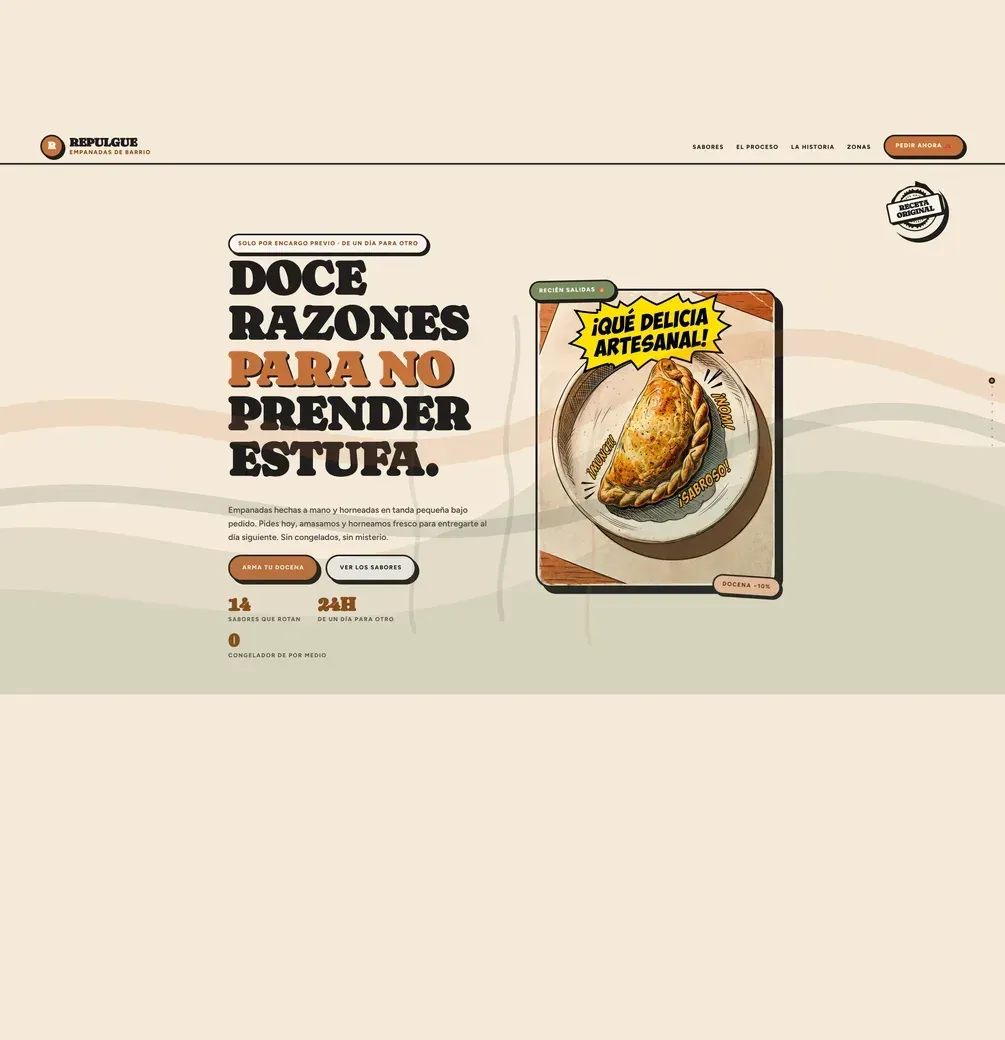 R
REPULGUE
EMPANADAS DE BARRIO
SABORES
EL PROCESO
LA HISTORIA
ZONAS
PEDIR AHORA
RECETA
ORIGINAL
SOLO POR ENCARGO PREVIO · DE UN DÍA PARA OTRO
DOCE
RAZONES
PARA NO
PRENDER
ESTUFA.
Empanadas hechas a mano y horneadas en tanda pequeña bajo
pedido. Pides hoy, amasamos y horneamos fresco para entregarte al
día siguiente. Sin congelados, sin misterio.
ARMA TU DOCENA
VER LOS SABORES
14
SABORES QUE ROTAN
24H
DE UN DÍA PARA OTRO
0
CONGELADOR DE POR MEDIO
RECIÉN SALIDAS
¡QUÉ DELICIA
ARTESANAL!
¡ÑOM!
¡MUNCH!
¡SABROSO!
DOCENA −10%